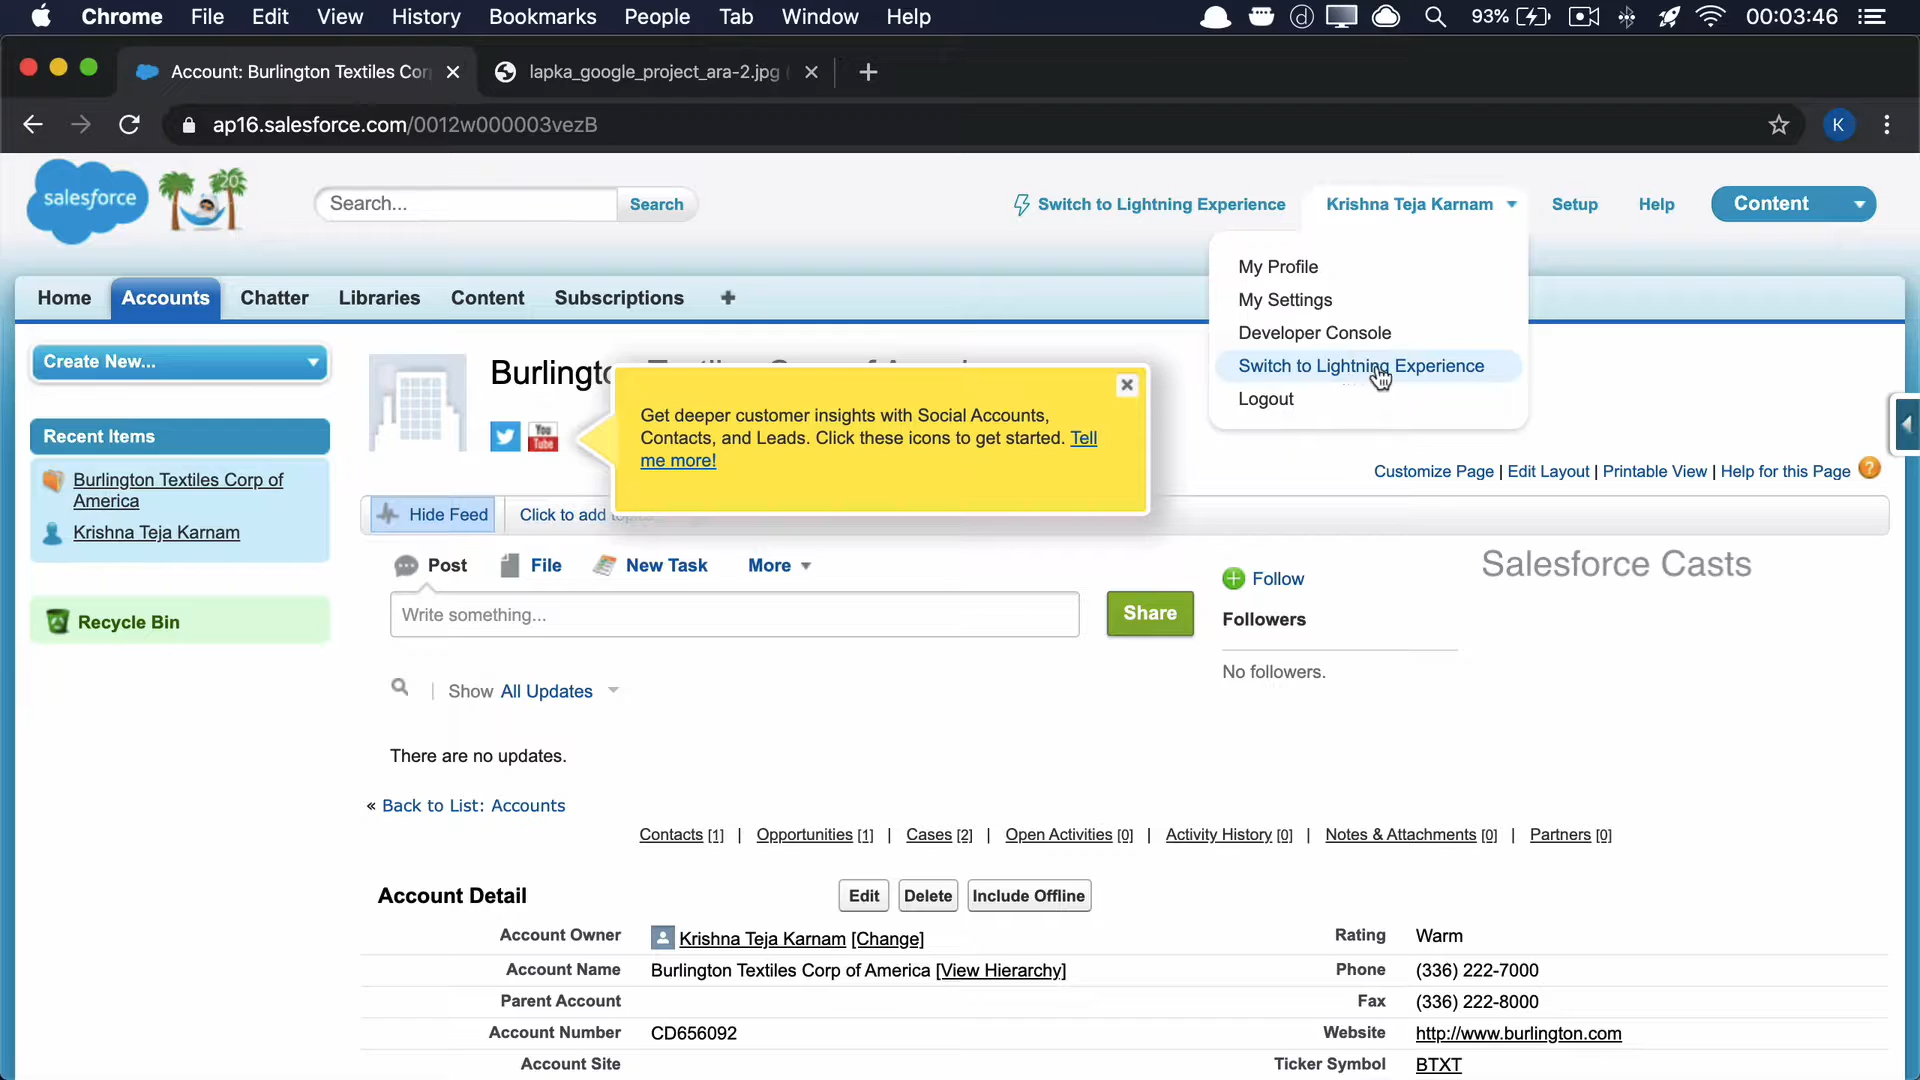 Chrome File Edit View History Bookmarks People Tab Window Help 93% 00:03:46
Account: Burlington Textiles Cor lapka_google_project_ara-2.jpg
ap16.salesforce.com/0012w000003vezB K
salesforce '20 Search... Search Switch to Lightning Experience Krishna Teja Karnam Setup Help Content
My Profile
My Settings
Developer Console
Switch to Lightning Experience
Logout
Home Accounts Chatter Libraries Content Subscriptions
Create New...
Recent Items
Burlington Textiles Corp of
America
Krishna Teja Karnam
Recycle Bin
Burlingt
You
Tube
Get deeper customer insights with Social Accounts,
Contacts, and Leads. Click these icons to get started. Tell
me more!
Customize Page | Edit Layout | Printable View | Help for this Page ?
Hide Feed Click to add
Post File New Task More
Write something... Share
Follow
Followers
No followers.
Salesforce Casts
Show All Updates
There are no updates.
« Back to List: Accounts
Contacts [1] | Opportunities [1] | Cases [2] | Open Activities [0] | Activity History [0] | Notes & Attachments [0] | Partners [0]
Account Detail Edit Delete Include Offline
Account Owner Krishna Teja Karnam [Change] Rating Warm
Account Name Burlington Textiles Corp of America [View Hierarchy] Phone (336) 222-7000
Parent Account Fax (336) 222-8000
Account Number CD656092 Website http://www.burlington.com
Account Site Ticker Symbol BTXT